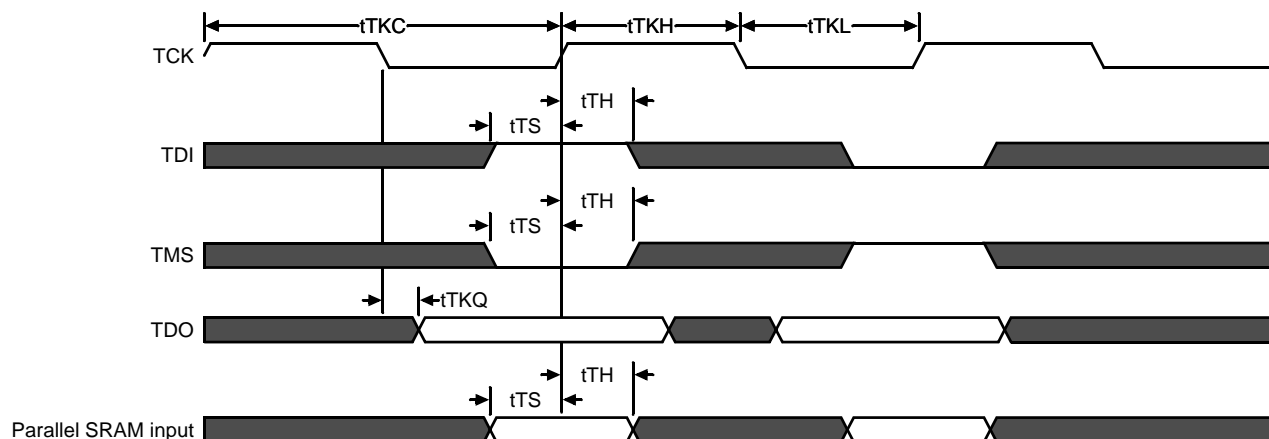 tTKC
tTKH
tTKL
TCK
tTH
tTS
TDI
tTH
tTS
TMS
tTKQ
TDO
tTH
tTS
Parallel SRAM input